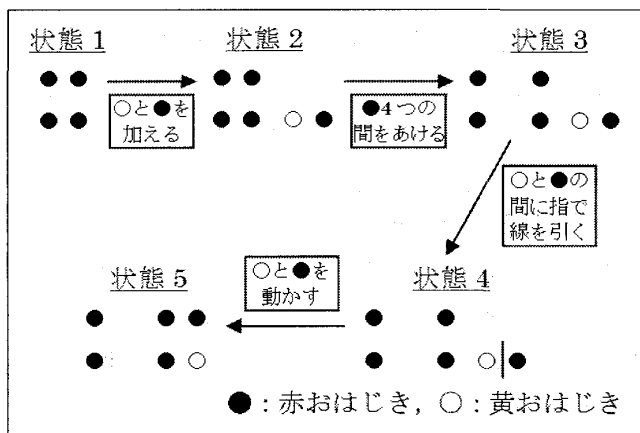 状態1
状態2
状態3
○と●を
加える
●4つの
間をあける
○と●の
間に指で
線を引く
状態5
○と●を
動かす
状態4
●:赤おはじき,○:黄おはじき